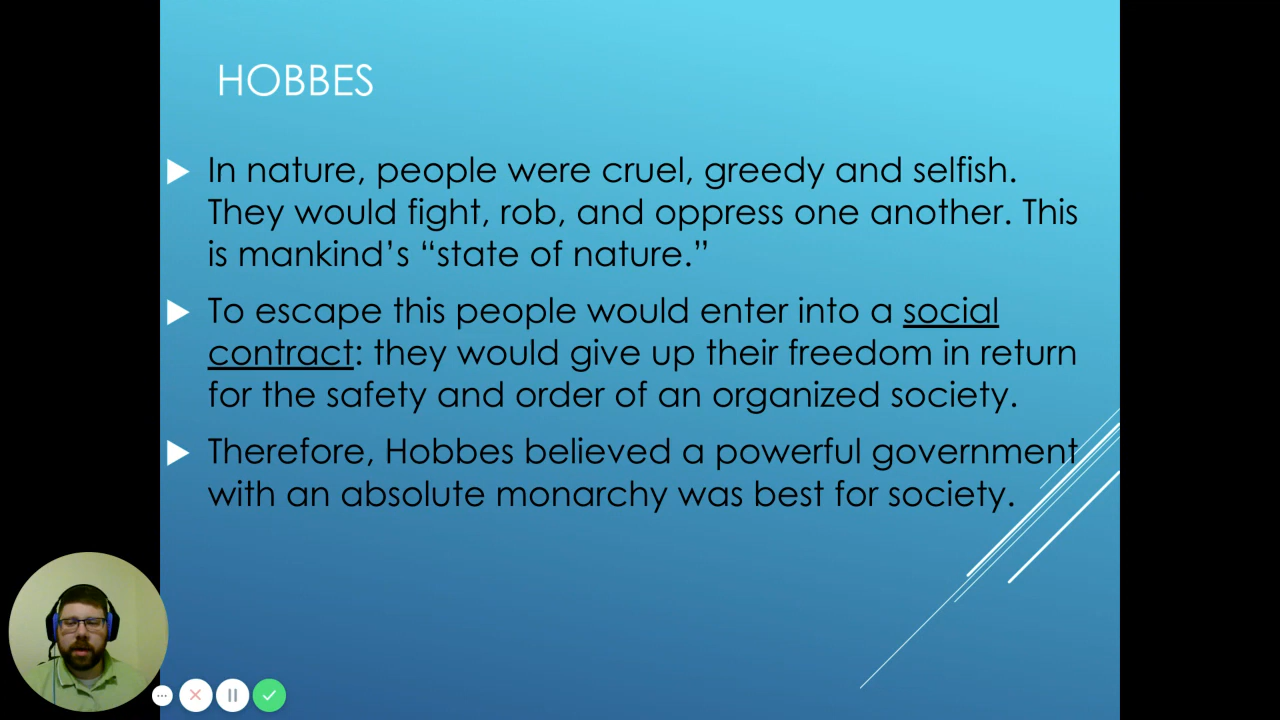 HOBBES
In nature, people were cruel, greedy and selfish.
They would fight, rob, and oppress one another. This
is mankind’s “state of nature.”
To escape this people would enter into a social
contract: they would give up their freedom in return
for the safety and order of an organized society.
Therefore, Hobbes believed a powerful government
with an absolute monarchy was best for society.